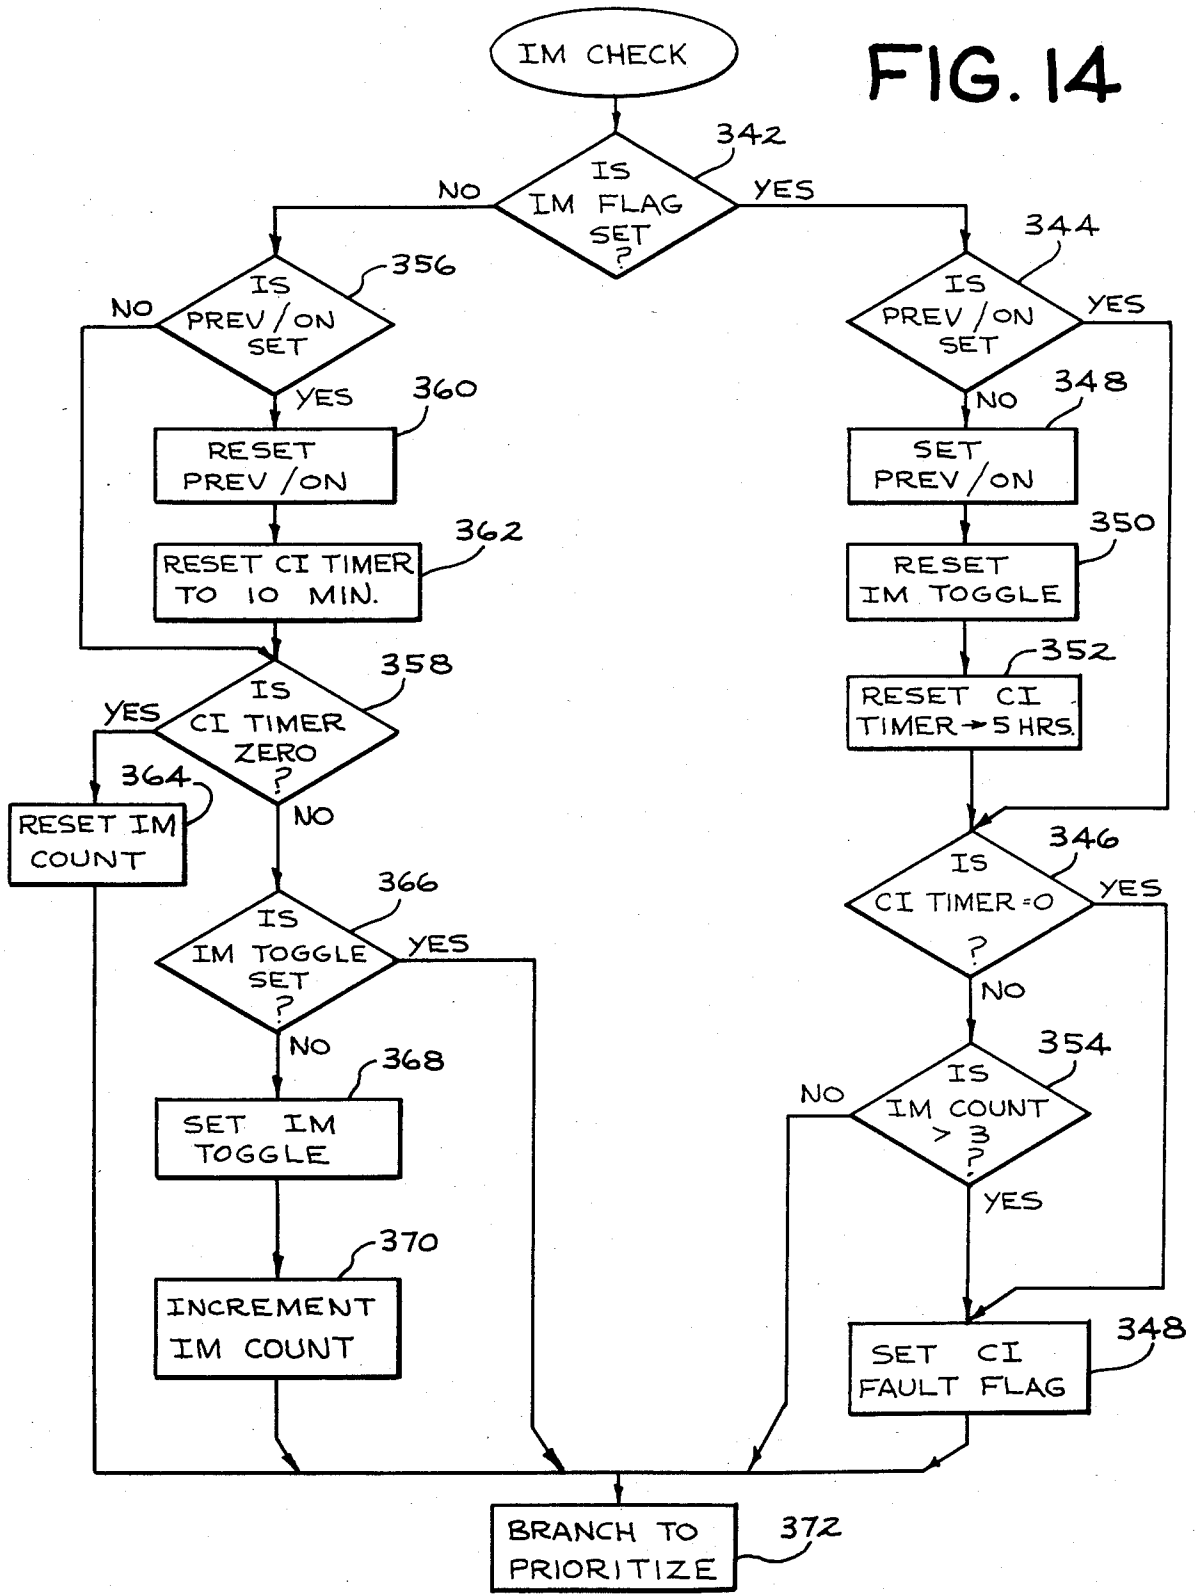 IM CHECK
FIG. 14
342
IS
IM FLAG
SET
?
NO
YES
356
IS
PREV/ON
SET
NO
YES
360
RESET
PREV/ON
362
RESET CI TIMER
TO 10 MIN.
358
IS
CI TIMER
ZERO
?
YES
NO
364
RESET IM
COUNT
366
IS
IM TOGGLE
SET
?
YES
NO
368
SET IM
TOGGLE
370
INCREMENT
IM COUNT
344
IS
PREV/ON
SET
YES
NO
348
SET
PREV/ON
350
RESET
IM TOGGLE
352
RESET CI
TIMER→5 HRS.
346
IS
CI TIMER=0
?
YES
NO
354
IS
IM COUNT
> 3
?
NO
YES
348
SET CI
FAULT FLAG
BRANCH TO
PRIORITIZE
372